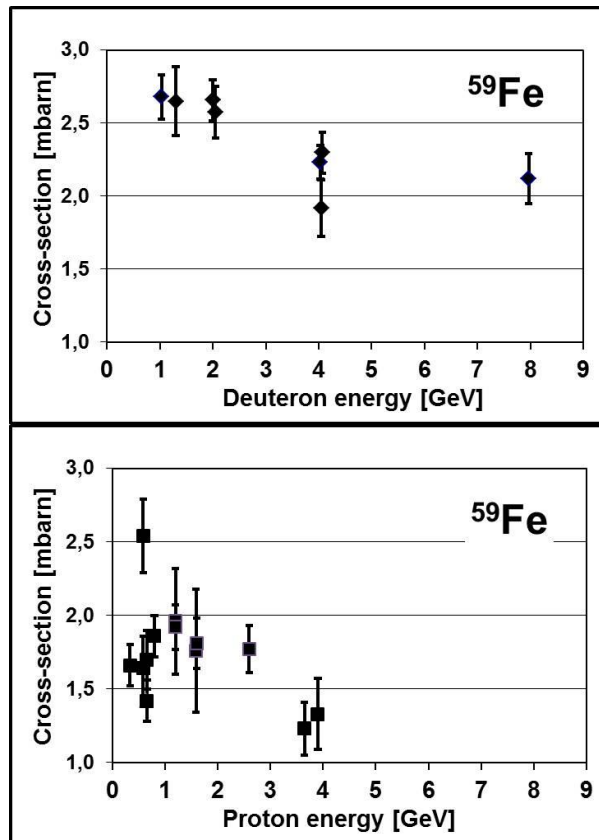 3,0
2,5
2,0
1,5
1,0
Cross-section [mbarn]
59Fe
0 1 2 3 4 5 6 7 8 9
Deuteron energy [GeV]
3,0
2,5
2,0
1,5
1,0
Cross-section [mbarn]
59Fe
0 1 2 3 4 5 6 7 8 9
Proton energy [GeV]